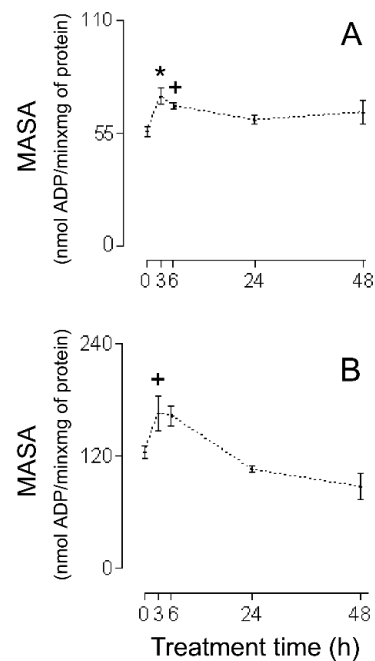 A
110
*
+
55
0
MASA
(nmol ADP/minxmg of protein)
0 3 6 24 48
B
240
+
120
0
MASA
(nmol ADP/minxmg of protein)
0 3 6 24 48
Treatment time (h)